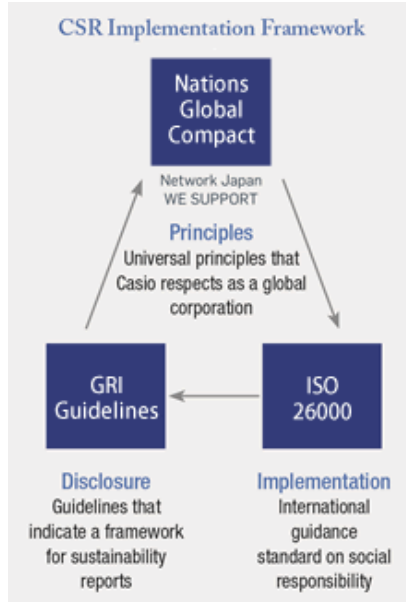 CSR Implementation Framework
Nations
Global
Compact
Network Japan
WE SUPPORT
Principles
Universal principles that
Casio respects as a global
corporation
GRI
Guidelines
Disclosure
Guidelines that
indicate a framework
for sustainability
reports
ISO
26000
Implementation
International
guidance
standard on social
responsibility